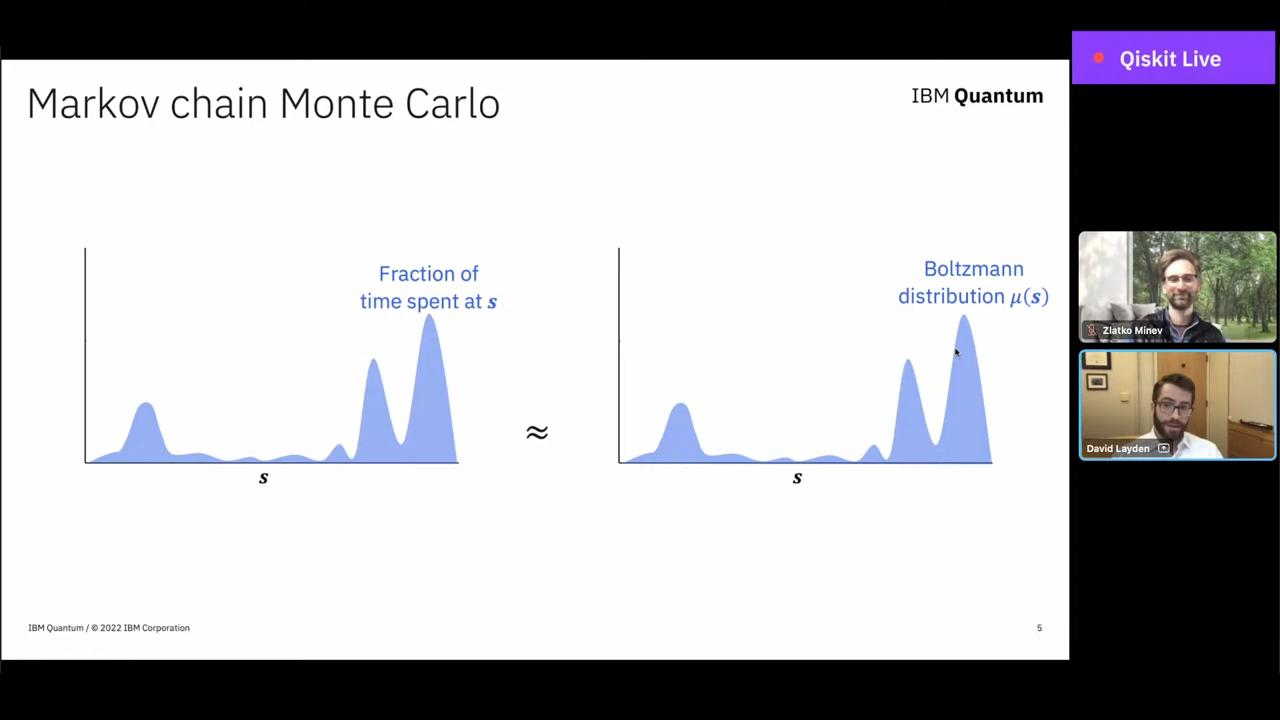 Markov chain Monte Carlo
IBM Quantum
Qiskit Live
Fraction of
time spent at s
s
≈
Boltzmann
distribution μ(s)
s
Zlatko Minev
David Layden
IBM Quantum / © 2022 IBM Corporation
5